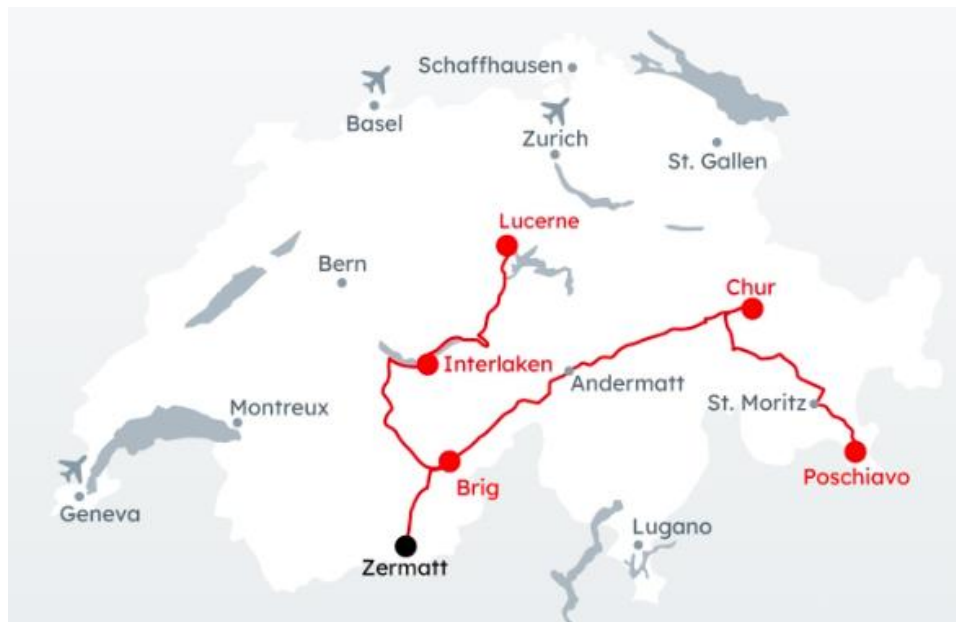 Schaffhausen
Basel
Zurich
St. Gallen
Lucerne
Bern
Chur
Interlaken
Andermatt
Montreux
St. Moritz
Poschiavo
Brig
Geneva
Lugano
Zermatt